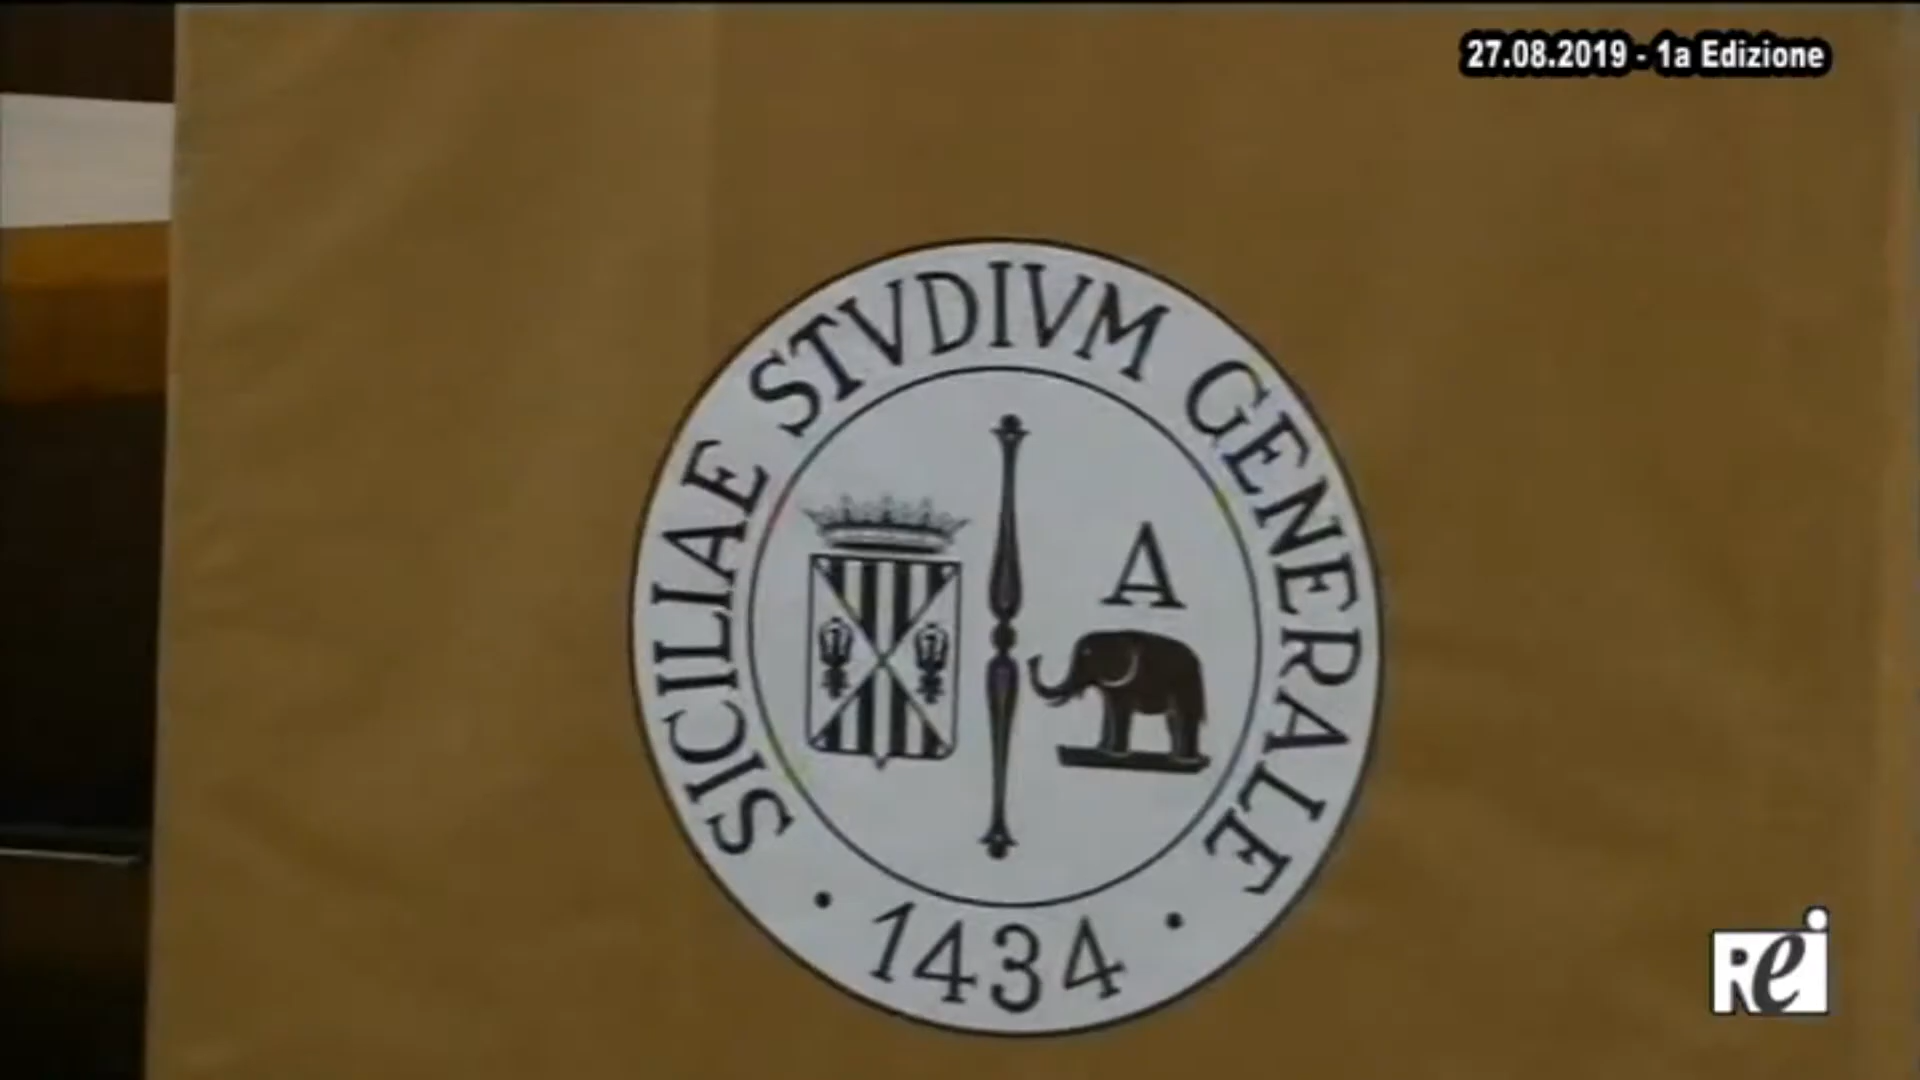 27.08.2019 - 1a Edizione
SICILIAE STVDIVM GENERALE
• 1434 •
A
Rei